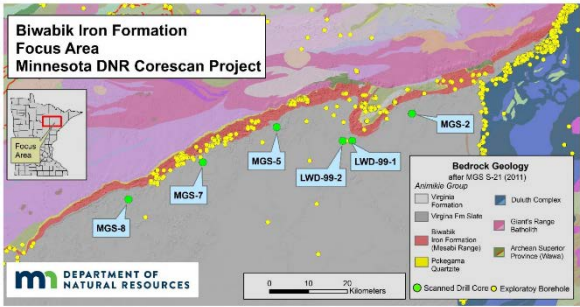 Biwabik Iron Formation
Focus Area
Minnesota DNR Corescan Project
Focus
Area
MGS-2
MGS-5
LWD-99-1
LWD-99-2
MGS-7
MGS-8
Bedrock Geology
after MGS S-21 (2011)
Animikie Group
Virginia
Formation
Virginia Fm Slate
Biwabik
Iron Formation
(Mesabi Range)
Pokegama
Quartzite
Duluth Complex
Giant's Range
Batholith
Archean Superior
Province (Wawa)
Scanned Drill Core
Exploratory Borehole
DEPARTMENT OF
NATURAL RESOURCES
0 10 20
Kilometers